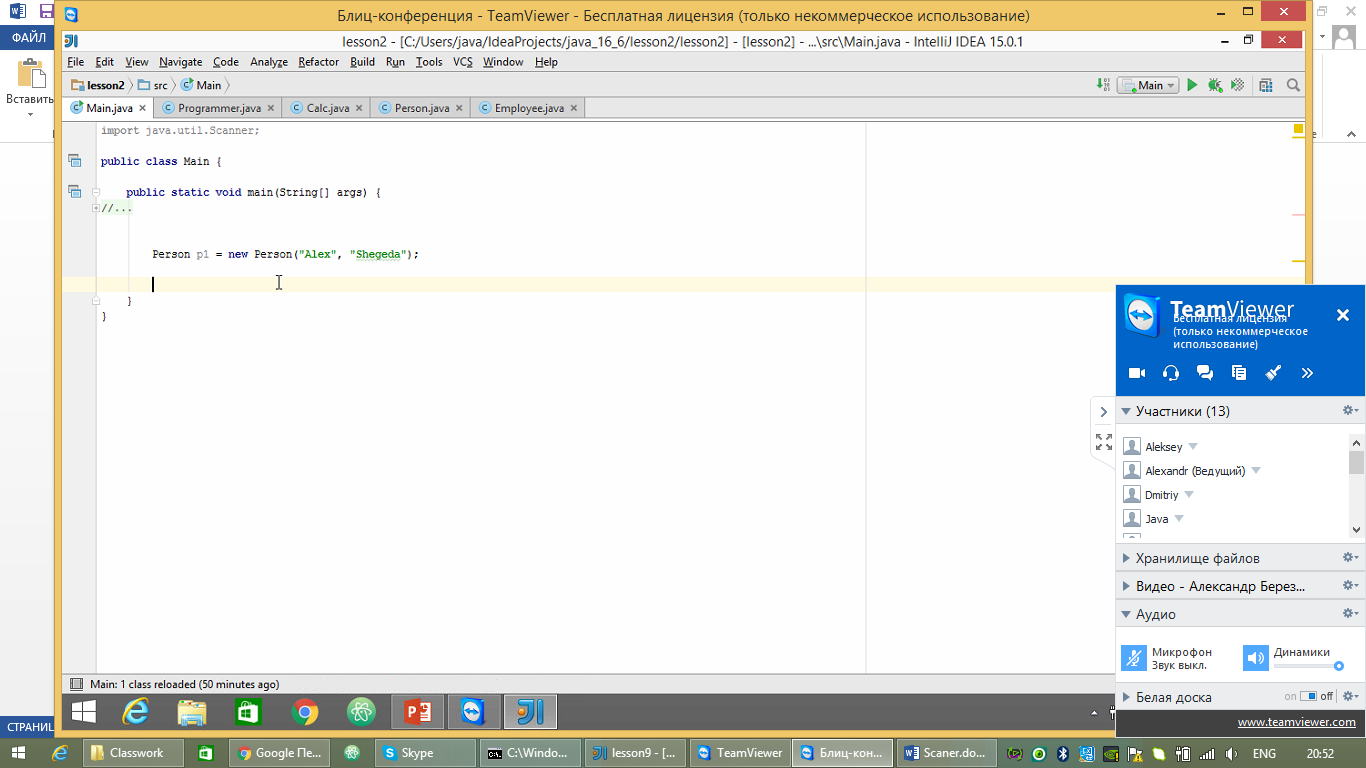 Блиц-конференция - TeamViewer - Бесплатная лицензия (только некоммерческое использование)
ФАЙЛ
lesson2 - [C:/Users/java/IdeaProjects/java_16_6/lesson2/lesson2] - [lesson2] - ...\src\Main.java - IntelliJ IDEA 15.0.1
File Edit View Navigate Code Analyze Refactor Build Run Tools VCS Window Help
lesson2 src Main
Main
Вставить
Main.java Programmer.java Calc.java Person.java Employee.java
import java.util.Scanner;
public class Main {
public static void main(String[] args) {
//...
Person p1 = new Person("Alex", "Shegeda");
}
}
TeamViewer
Бесплатная лицензия
(только некоммерческое
использование)
Участники (13)
Aleksey
Alexandr (Ведущий)
Dmitriy
Java
Хранилище файлов
Видео - Александр Берез...
Аудио
Микрофон
Звук выкл.
Динамики
Белая доска on off
www.teamviewer.com
Main: 1 class reloaded (50 minutes ago)
СТРАНИЦ
Classwork Google Пе... Skype C:\Windo... lesson9 - [... TeamViewer Блиц-кон... Scaner.do... ENG 20:52